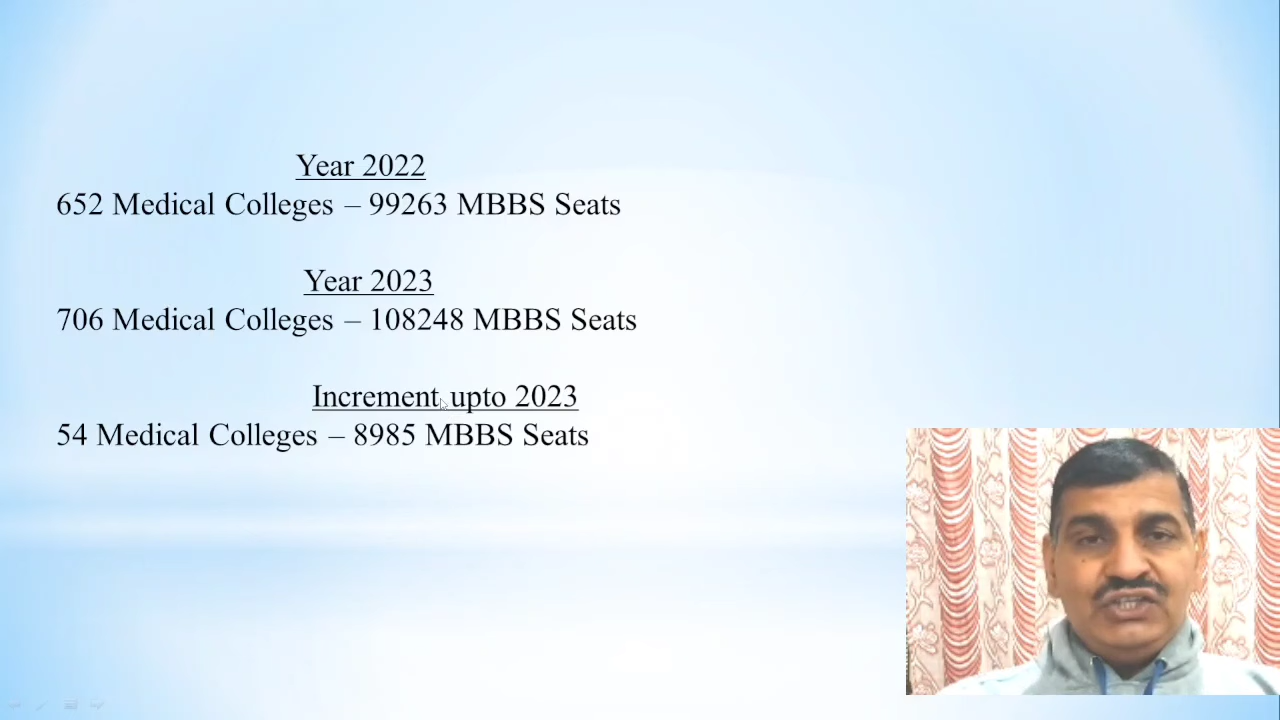 Year 2022
652 Medical Colleges – 99263 MBBS Seats
Year 2023
706 Medical Colleges – 108248 MBBS Seats
Increment upto 2023
54 Medical Colleges – 8985 MBBS Seats